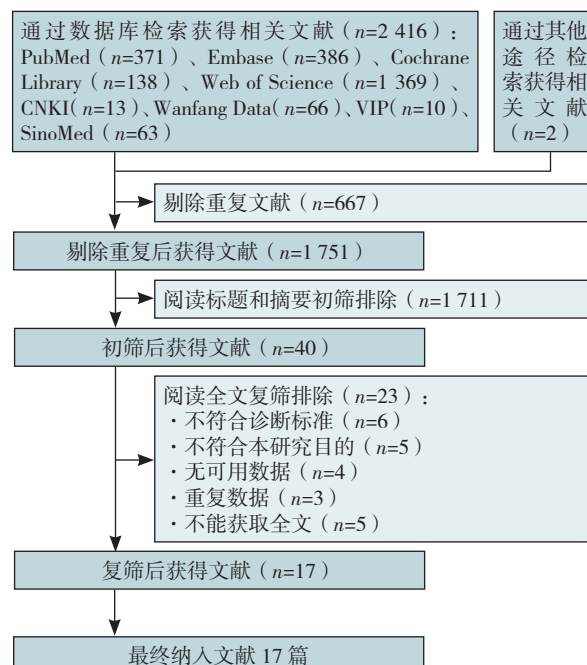 通过数据库检索获得相关文献（n=2 416）：
PubMed（n=371）、Embase（n=386）、Cochrane
Library（n=138）、Web of Science（n=1 369）、
CNKI（n=13）、Wanfang Data（n=66）、VIP（n=10）、
SinoMed（n=63）
通过其他
途径检
索获得相
关文献
（n=2）
剔除重复文献（n=667）
剔除重复后获得文献（n=1 751）
阅读标题和摘要初筛排除（n=1 711）
初筛后获得文献（n=40）
阅读全文复筛排除（n=23）：
·不符合诊断标准（n=6）
·不符合本研究目的（n=5）
·无可用数据（n=4）
·重复数据（n=3）
·不能获取全文（n=5）
复筛后获得文献（n=17）
最终纳入文献 17 篇